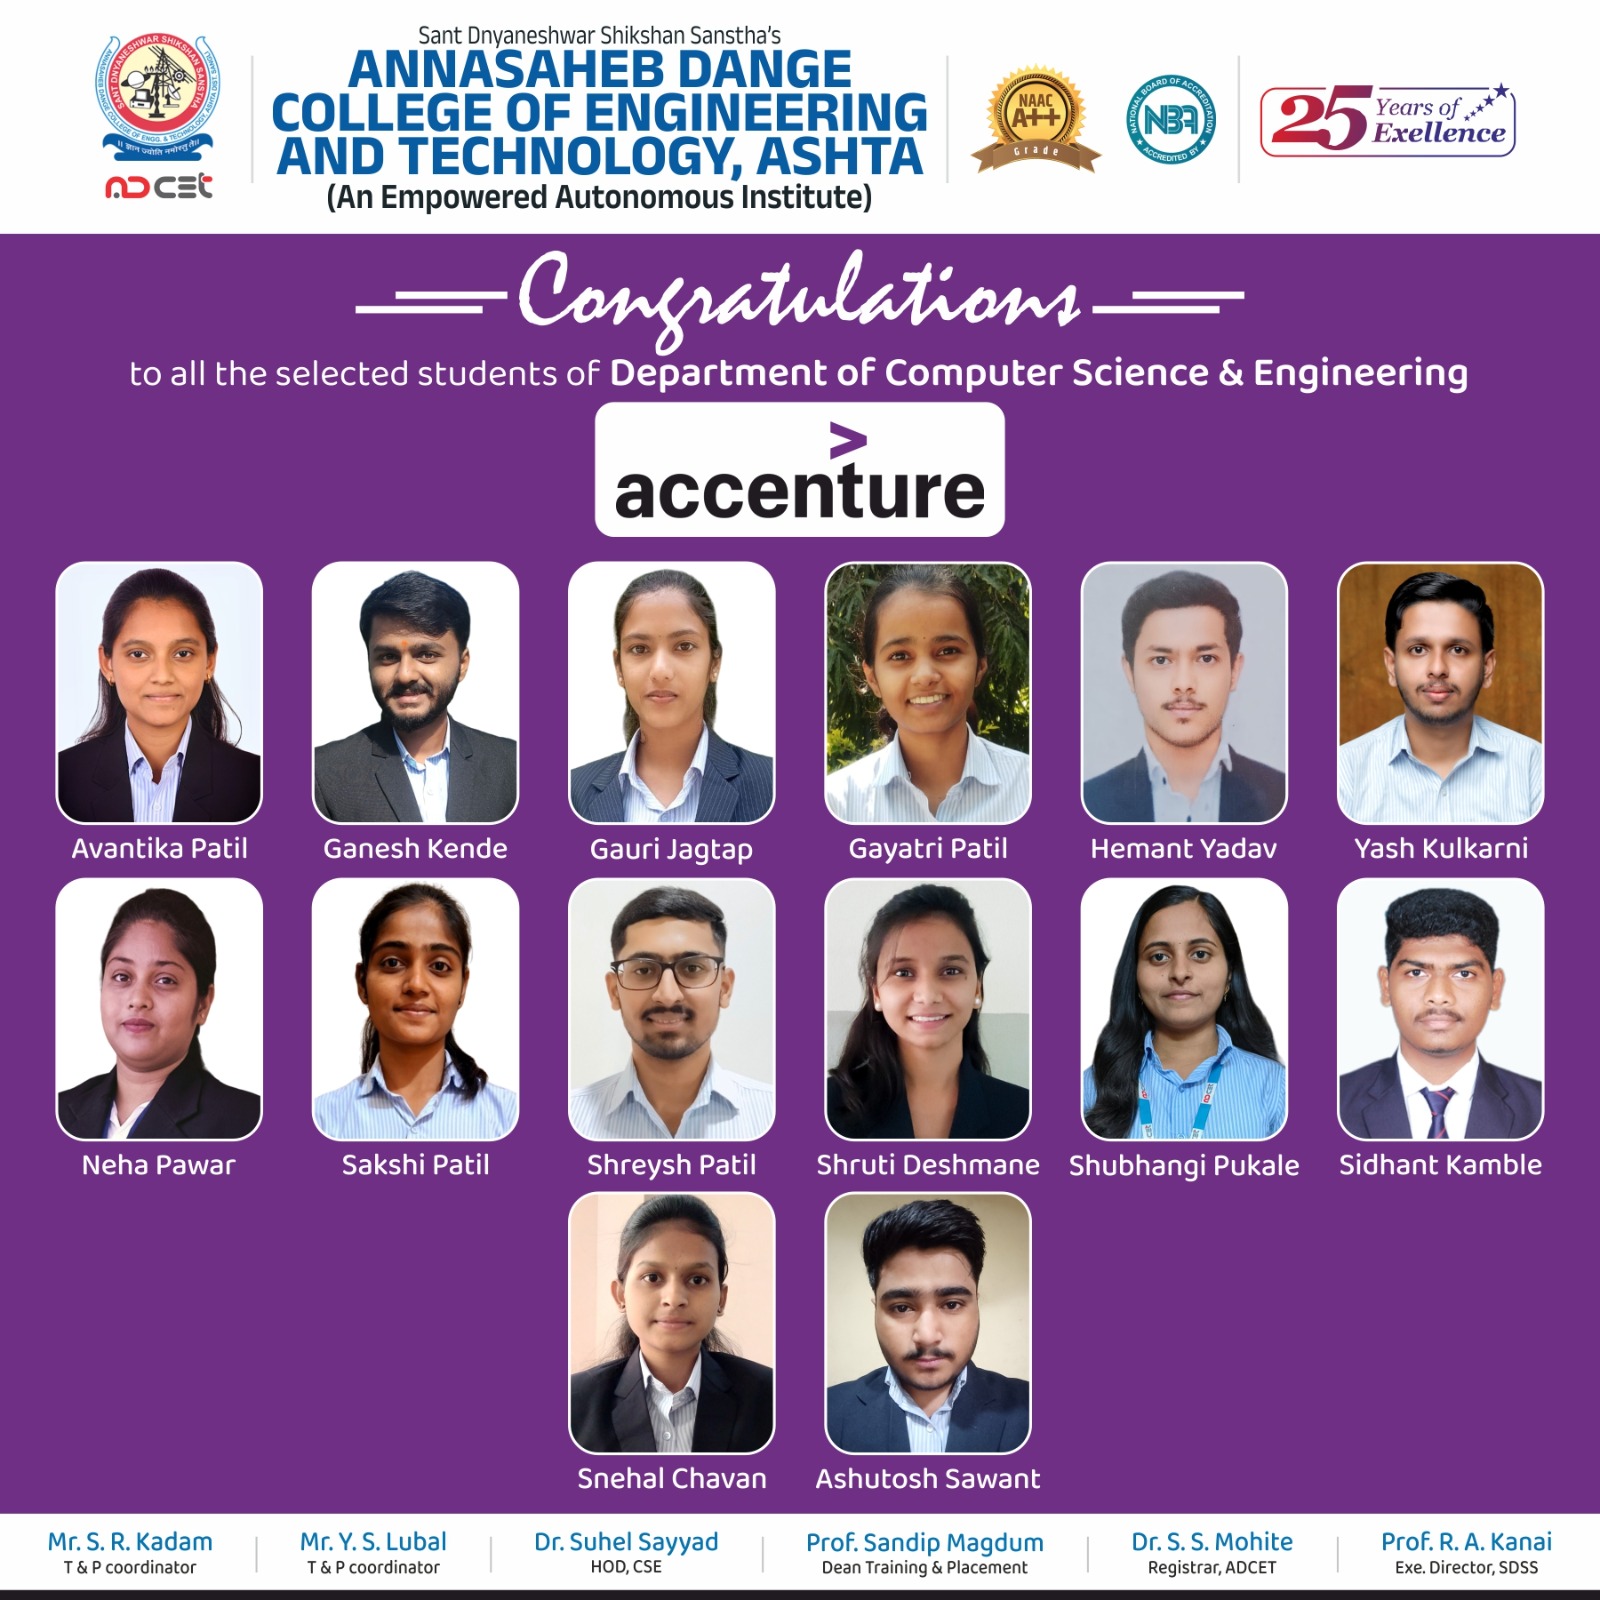 SANT DNYANESHWAR SHIKSHAN SANSTHA'S
ANNASAHEB DANGE COLLEGE OF ENGG. & TECHNOLOGY, ASHTA DIST SANGLI
|| ज्ञान ज्योति नमोस्तुते||
ADCET
Sant Dnyaneshwar Shikshan Sanstha's
ANNASAHEB DANGE
COLLEGE OF ENGINEERING
AND TECHNOLOGY, ASHTA
(An Empowered Autonomous Institute)
NAAC
A++
Grade
NATIONAL BOARD OF ACCREDITATION
NBA
ACCREDITED BY
25 Years of
Exellence
Congratulations
to all the selected students of Department of Computer Science & Engineering
>
accenture
Avantika Patil
Ganesh Kende
Gauri Jagtap
Gayatri Patil
Hemant Yadav
Yash Kulkarni
Neha Pawar
Sakshi Patil
Shreysh Patil
Shruti Deshmane
Shubhangi Pukale
Sidhant Kamble
Snehal Chavan
Ashutosh Sawant
Mr. S. R. Kadam
T & P coordinator
Mr. Y. S. Lubal
T & P coordinator
Dr. Suhel Sayyad
HOD, CSE
Prof. Sandip Magdum
Dean Training & Placement
Dr. S. S. Mohite
Registrar, ADCET
Prof. R. A. Kanai
Exe. Director, SDSS